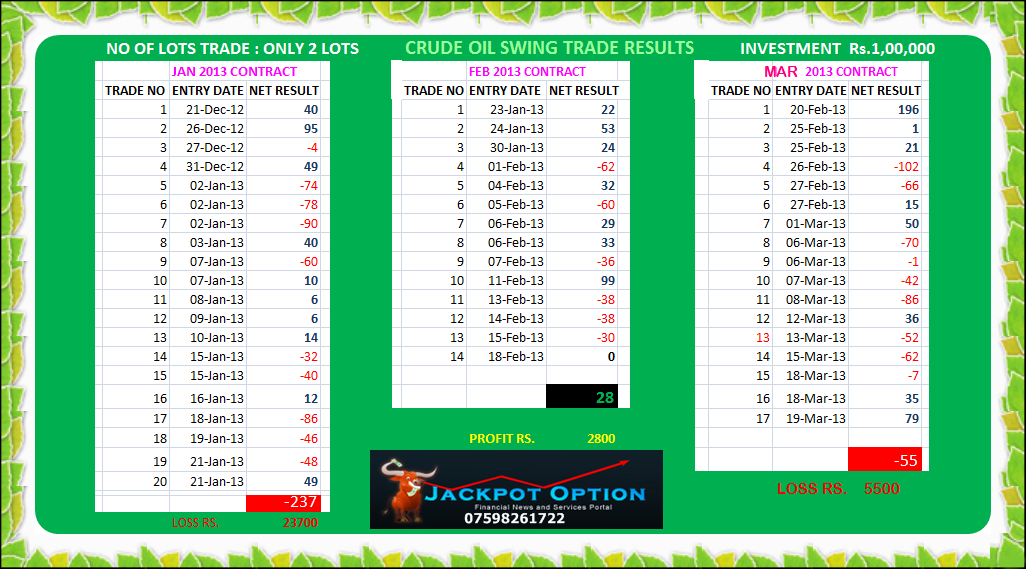 NO OF LOTS TRADE : ONLY 2 LOTS CRUDE OIL SWING TRADE RESULTS INVESTMENT Rs.1,00,000
JAN 2013 CONTRACT
TRADE NO ENTRY DATE NET RESULT
1 21-Dec-12 40
2 26-Dec-12 95
3 27-Dec-12 -4
4 31-Dec-12 49
5 02-Jan-13 -74
6 02-Jan-13 -78
7 02-Jan-13 -90
8 03-Jan-13 40
9 07-Jan-13 -60
10 07-Jan-13 10
11 08-Jan-13 6
12 09-Jan-13 6
13 10-Jan-13 14
14 15-Jan-13 -32
15 15-Jan-13 -40
16 16-Jan-13 12
17 18-Jan-13 -86
18 19-Jan-13 -46
19 21-Jan-13 -48
20 21-Jan-13 49
-237
LOSS RS. 23700
FEB 2013 CONTRACT
TRADE NO ENTRY DATE NET RESULT
1 23-Jan-13 22
2 24-Jan-13 53
3 30-Jan-13 24
4 01-Feb-13 -62
5 04-Feb-13 32
6 05-Feb-13 -60
7 06-Feb-13 29
8 06-Feb-13 33
9 07-Feb-13 -36
10 11-Feb-13 99
11 13-Feb-13 -38
12 14-Feb-13 -38
13 15-Feb-13 -30
14 18-Feb-13 0
28
PROFIT RS. 2800
JACKPOT OPTION
Financial News and Services Portal
07598261722
MAR 2013 CONTRACT
TRADE NO ENTRY DATE NET RESULT
1 20-Feb-13 196
2 25-Feb-13 1
3 25-Feb-13 21
4 26-Feb-13 -102
5 27-Feb-13 -66
6 27-Feb-13 15
7 01-Mar-13 50
8 06-Mar-13 -70
9 06-Mar-13 -1
10 07-Mar-13 -42
11 08-Mar-13 -86
12 12-Mar-13 36
13 13-Mar-13 -52
14 15-Mar-13 -62
15 18-Mar-13 -7
16 18-Mar-13 35
17 19-Mar-13 79
-55
LOSS RS. 5500